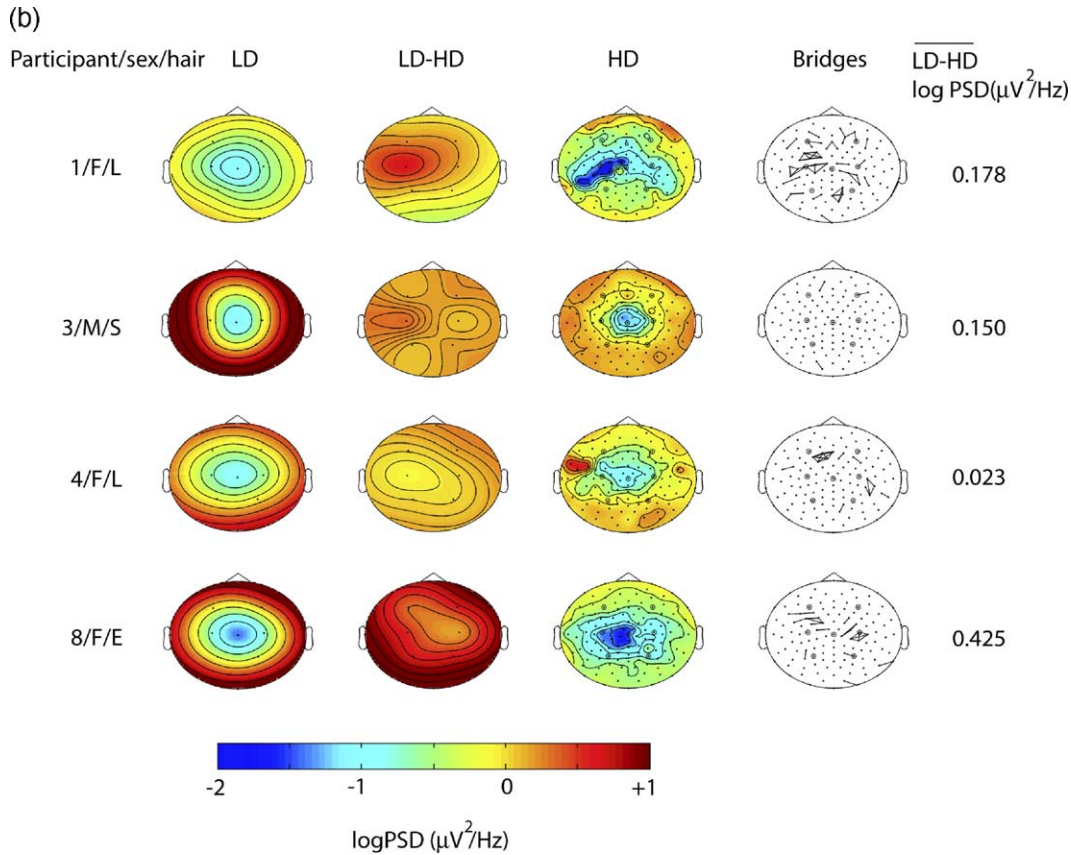 (b)
Participant/sex/hair LD LD-HD HD Bridges LD-HD
log PSD(μV²/Hz)
1/F/L 0.178
3/M/S 0.150
4/F/L 0.023
8/F/E 0.425
-2 -1 0 +1
logPSD (μV²/Hz)